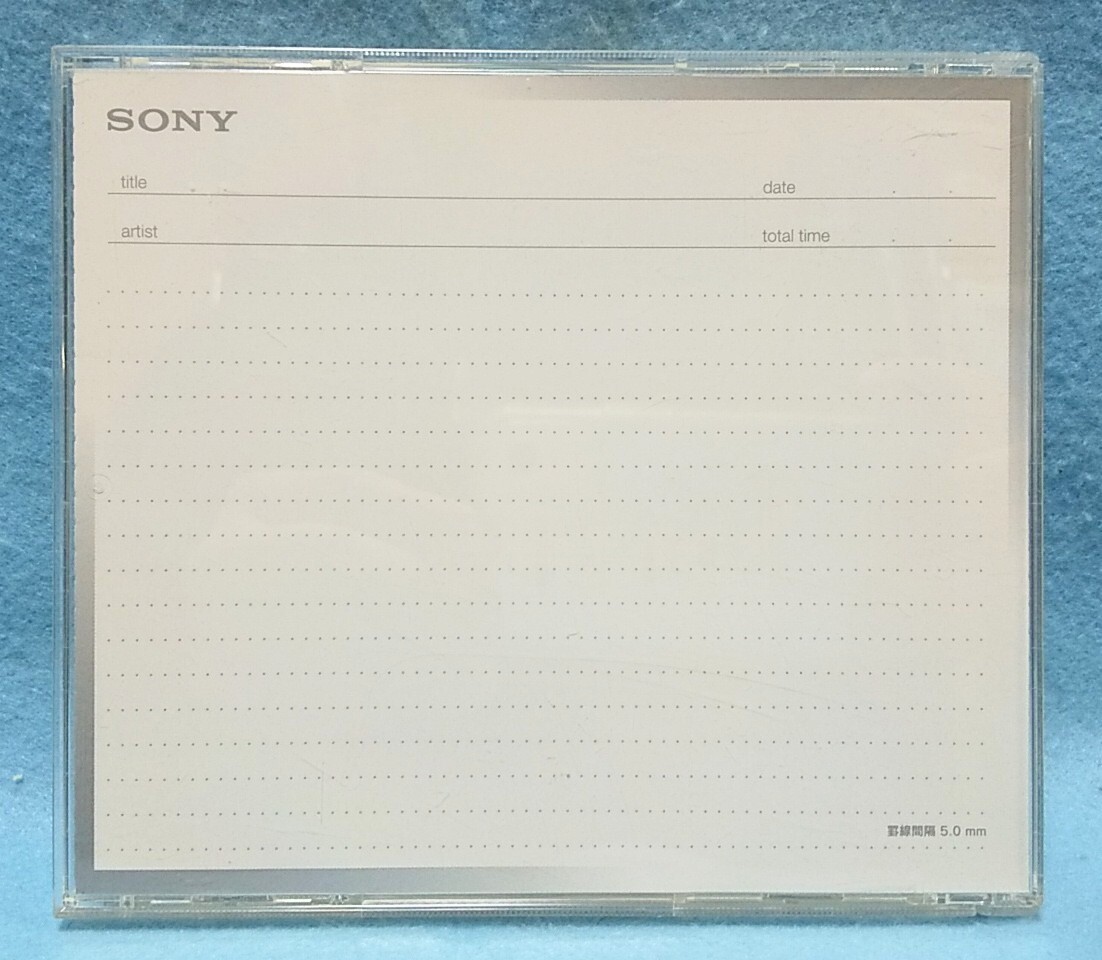 SONY
title date . .
artist total time . .
罫線間隔 5.0 mm